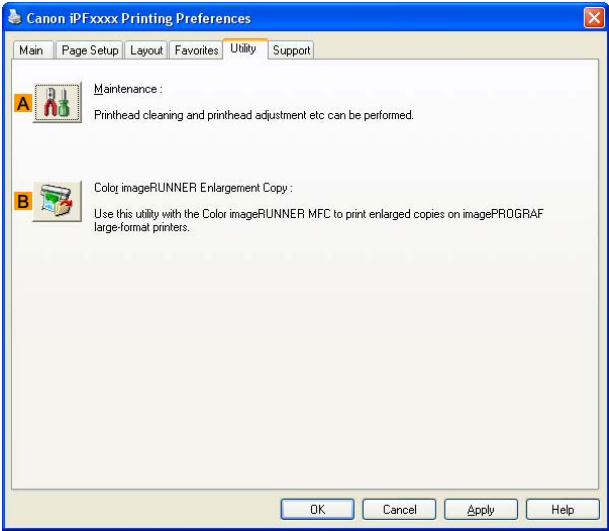 Canon iPFxxxx Printing Preferences
Main Page Setup Layout Favorites Utility Support
A
Maintenance :
Printhead cleaning and printhead adjustment etc can be performed.
B
Color imageRUNNER Enlargement Copy :
Use this utility with the Color imageRUNNER MFC to print enlarged copies on imagePROGRAF
large-format printers.
OK Cancel Apply Help